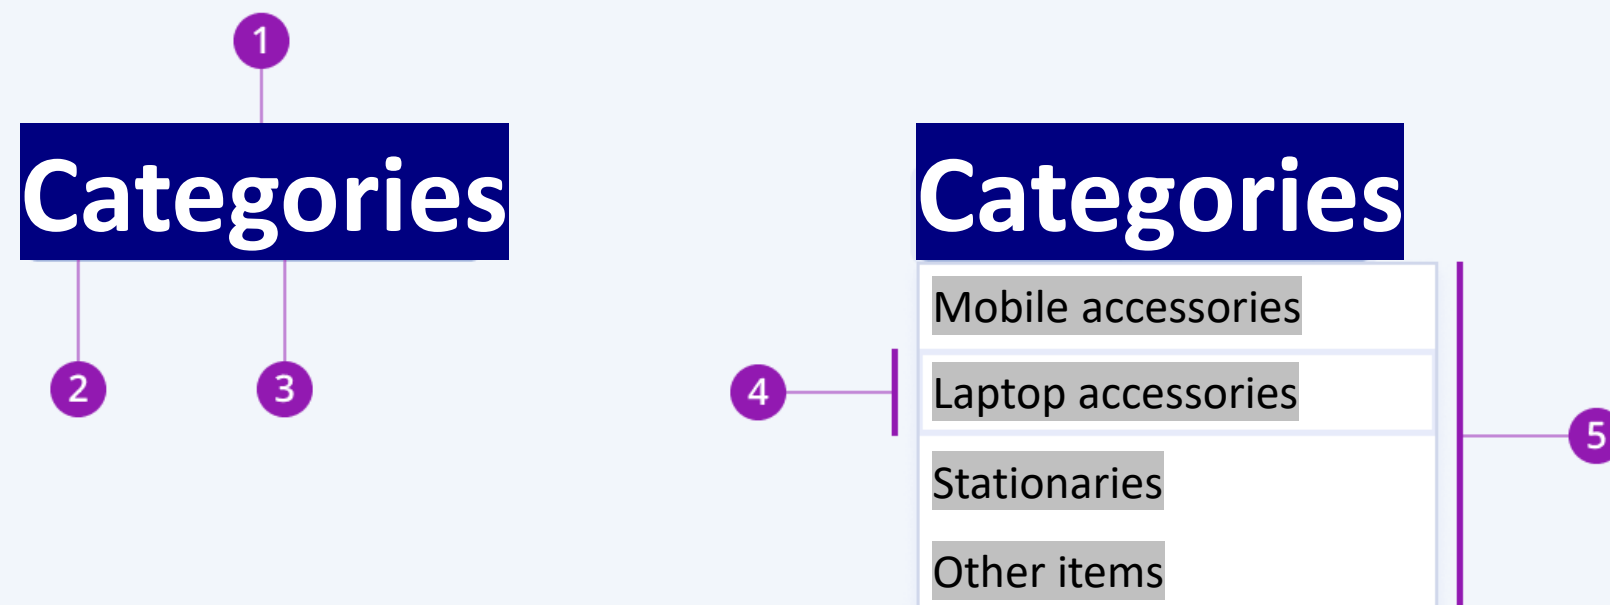 1
Categories
2
3
Categories
Mobile accessories
Laptop accessories
Stationaries
Other items
4
5